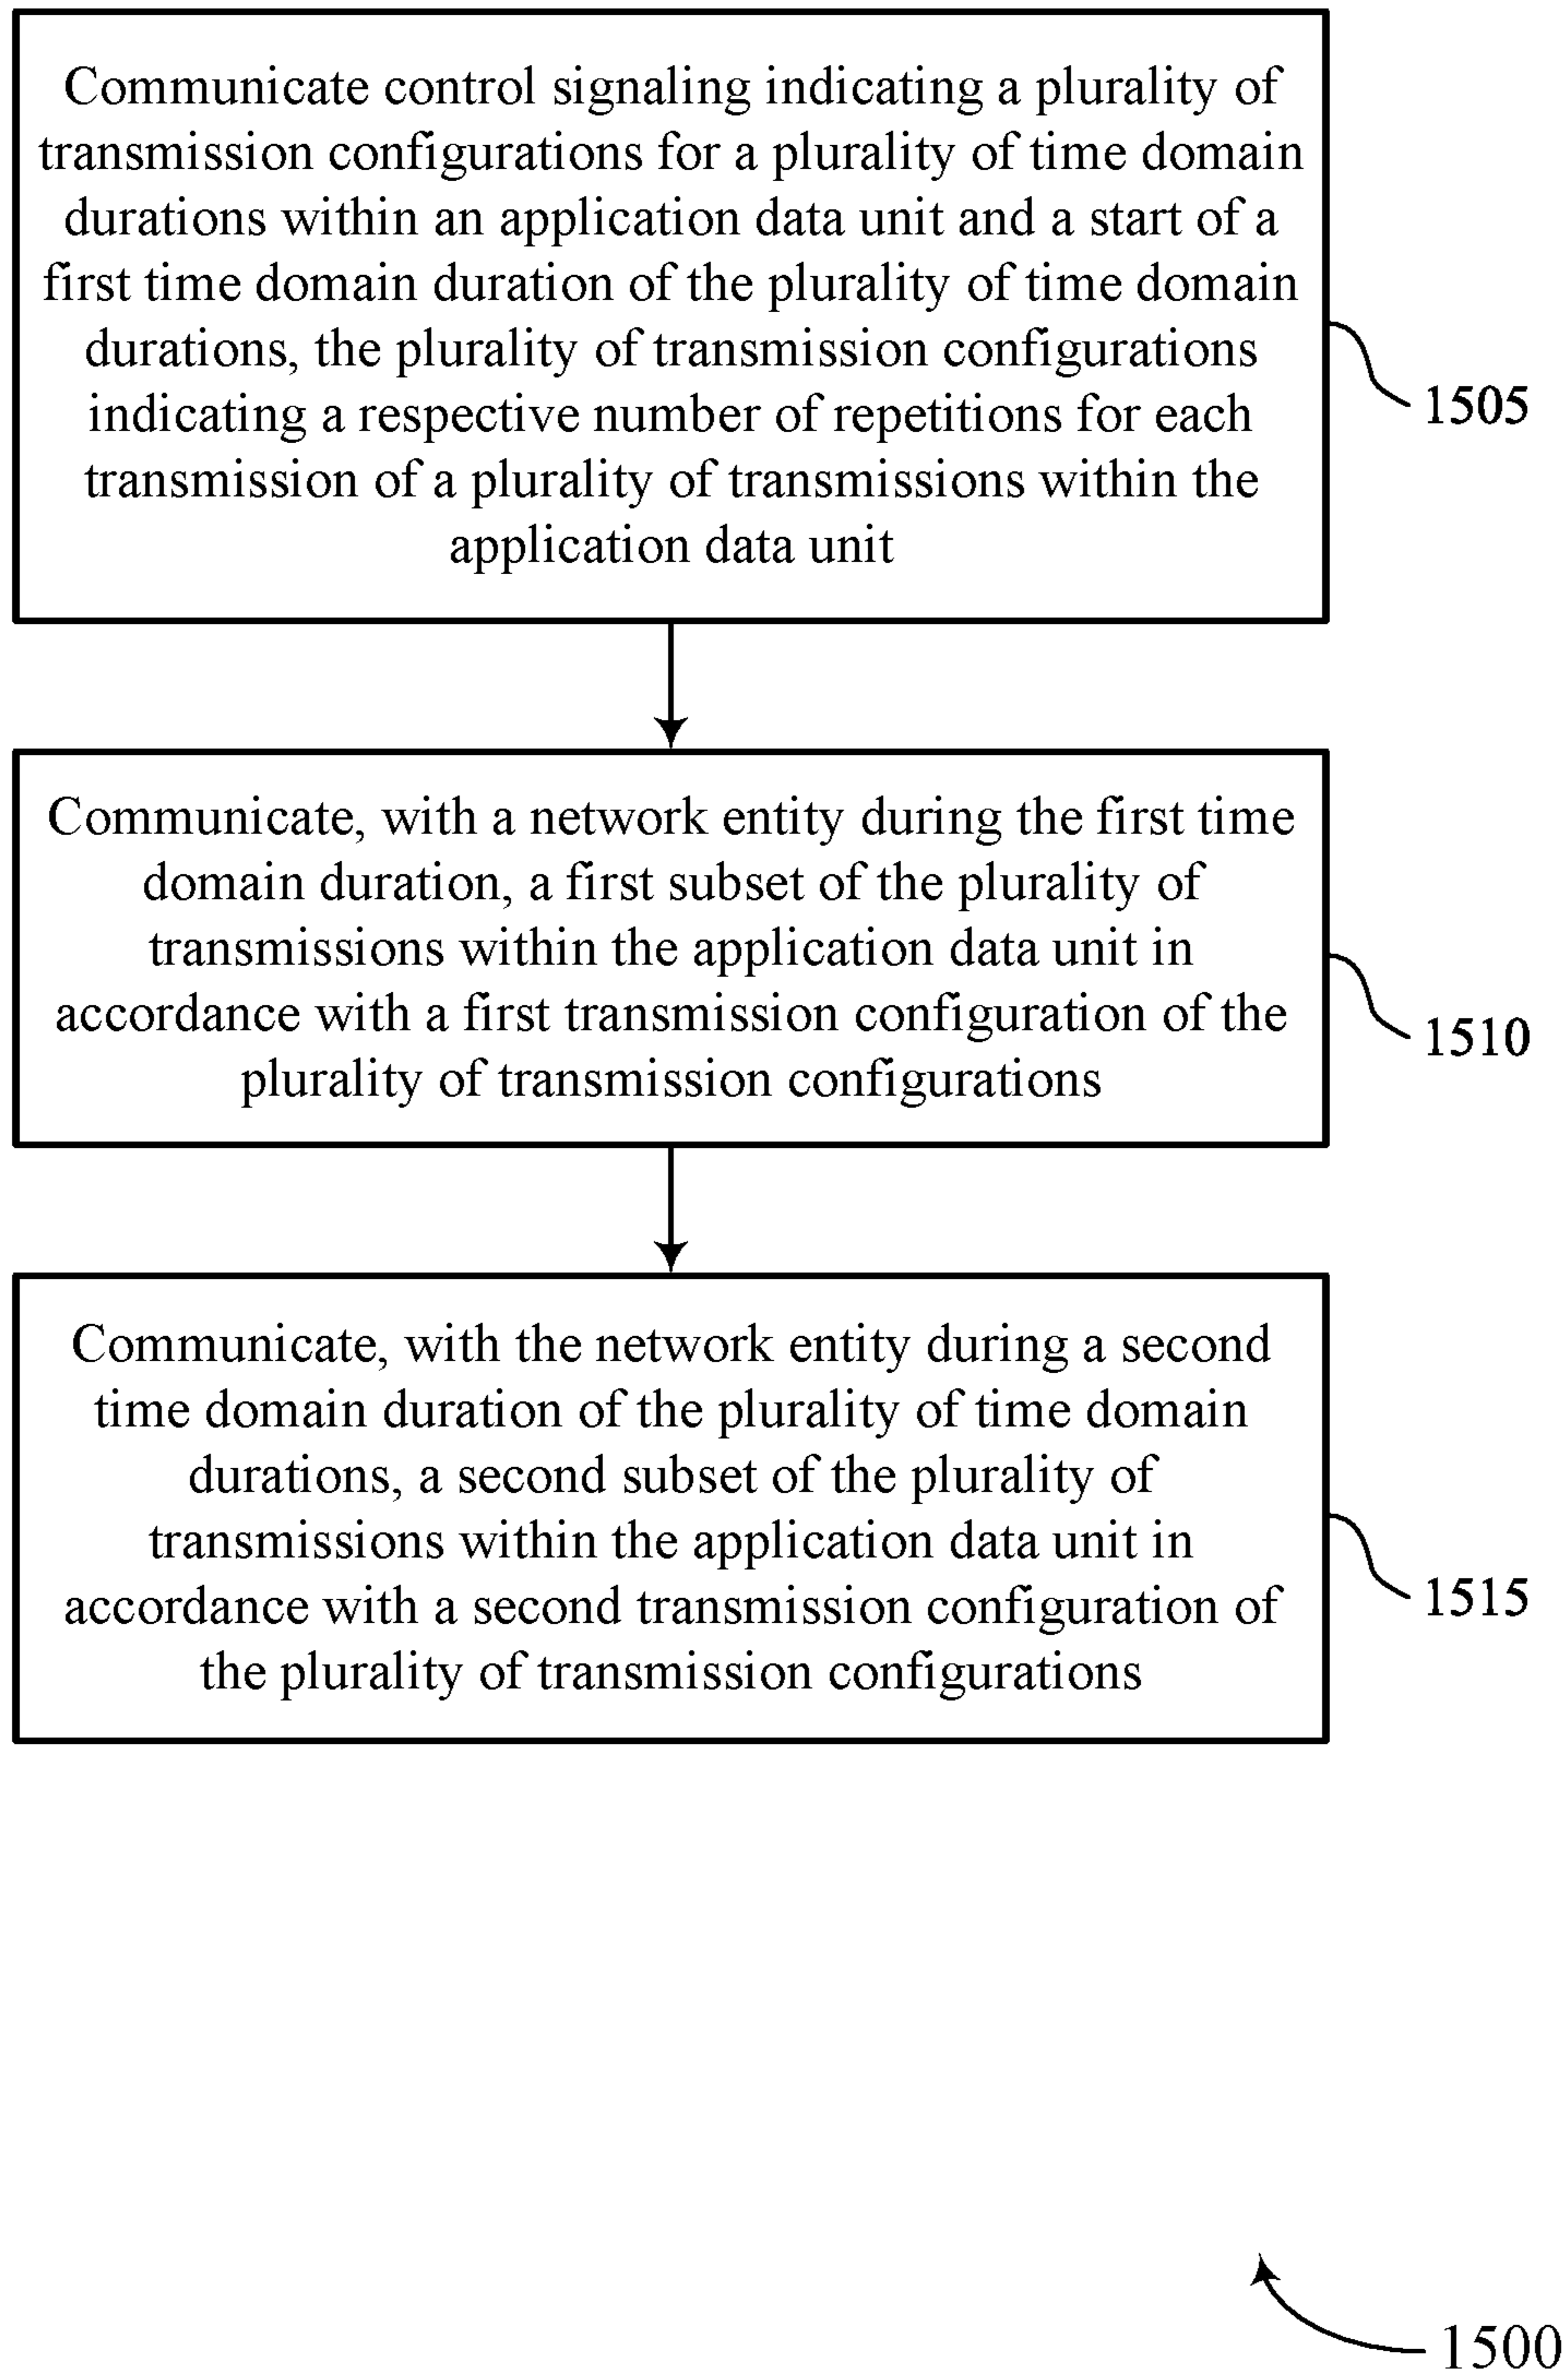 Communicate control signaling indicating a plurality of
transmission configurations for a plurality of time domain
durations within an application data unit and a start of a
first time domain duration of the plurality of time domain
durations, the plurality of transmission configurations
indicating a respective number of repetitions for each
transmission of a plurality of transmissions within the
application data unit
1505
Communicate, with a network entity during the first time
domain duration, a first subset of the plurality of
transmissions within the application data unit in
accordance with a first transmission configuration of the
plurality of transmission configurations
1510
Communicate, with the network entity during a second
time domain duration of the plurality of time domain
durations, a second subset of the plurality of
transmissions within the application data unit in
accordance with a second transmission configuration of
the plurality of transmission configurations
1515
1500